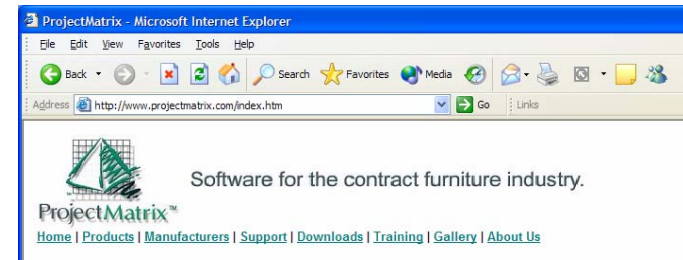 ProjectMatrix - Microsoft Internet Explorer
File Edit View Favorites Tools Help
Back Search Favorites Media
Address http://www.projectmatrix.com/index.htm Go Links
Software for the contract furniture industry.
ProjectMatrix™
Home | Products | Manufacturers | Support | Downloads | Training | Gallery | About Us